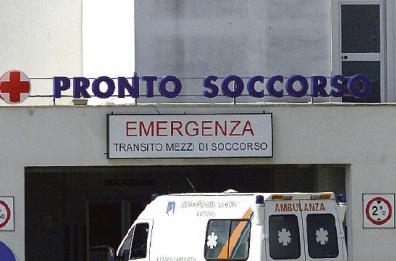 PRONTO SOCCORSO
EMERGENZA
TRANSITO MEZZI DI SOCCORSO
AMBULANZA